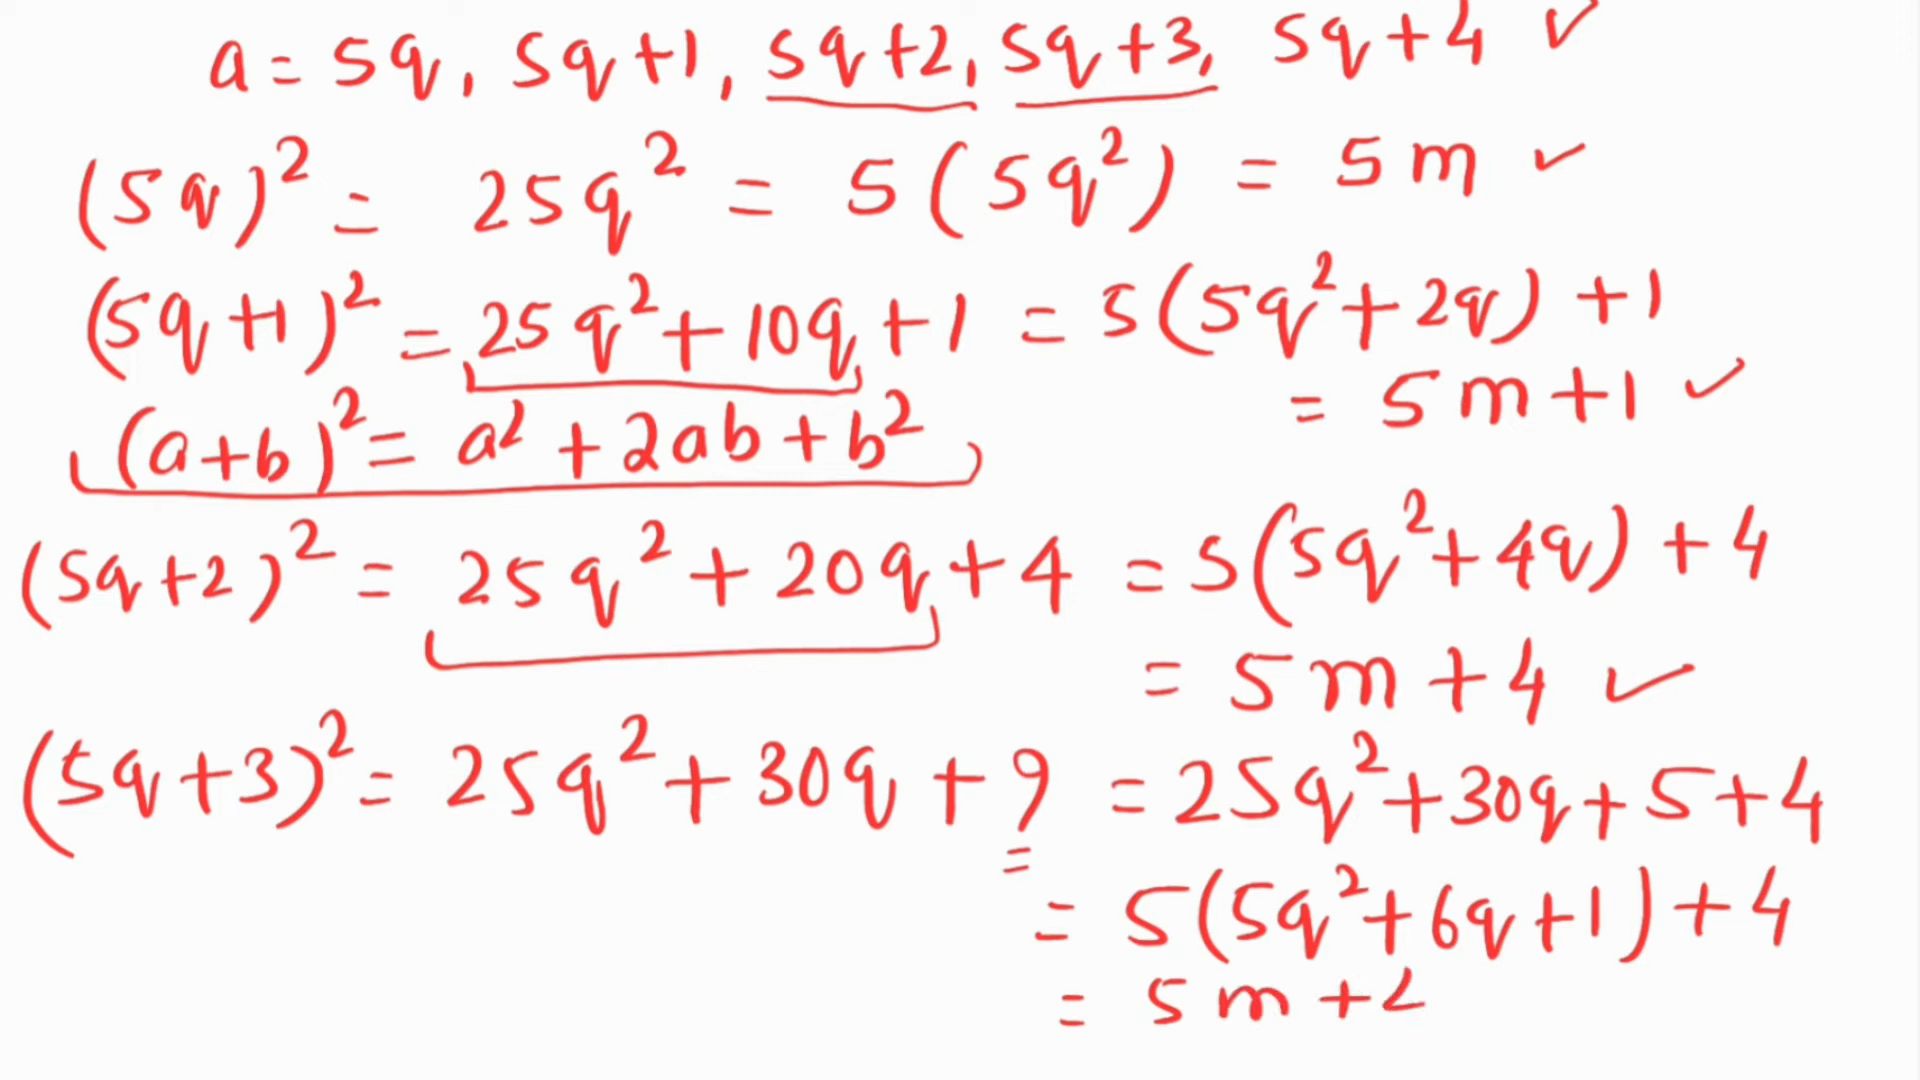 a = 5q, 5q+1, 5q+2, 5q+3, 5q+4 ✓
(5q)² = 25q² = 5(5q²) = 5m ✓
(5q+1)² = 25q²+10q+1 = 5(5q²+2q)+1
= 5m+1 ✓
(a+b)² = a²+2ab+b²
(5q+2)² = 25q²+20q+4 = 5(5q²+4q)+4
= 5m+4 ✓
(5q+3)² = 25q²+30q+9 = 25q²+30q+5+4
= 5(5q²+6q+1)+4
= 5m+